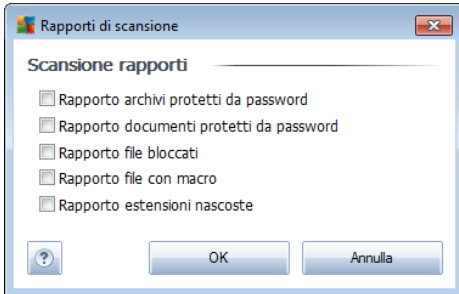 Rapporti di scansione
Scansione rapporti
Rapporto archivi protetti da password
Rapporto documenti protetti da password
Rapporto file bloccati
Rapporto file con macro
Rapporto estensioni nascoste
? OK Annulla